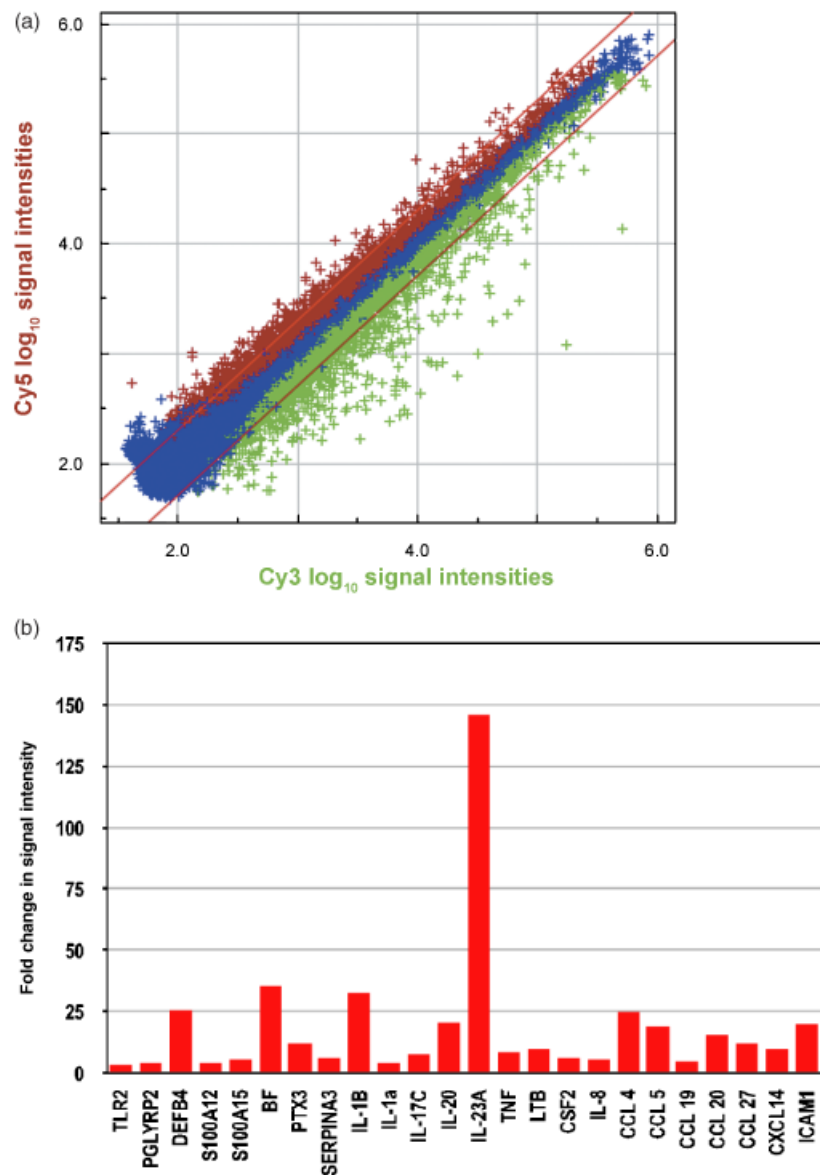 (a)
6.0
4.0
2.0
Cy5 log₁₀ signal intensities
2.0 4.0 6.0
Cy3 log₁₀ signal intensities
(b)
175
150
125
100
75
50
25
0
Fold change in signal intensity
TLR2
PGLYRP2
DEFB4
S100A12
S100A15
BF
PTX3
SERPINA3
IL-1B
IL-1a
IL-17C
IL-20
IL-23A
TNF
LTB
CSF2
IL-8
CCL 4
CCL 5
CCL 19
CCL 20
CCL 27
CXCL14
ICAM1